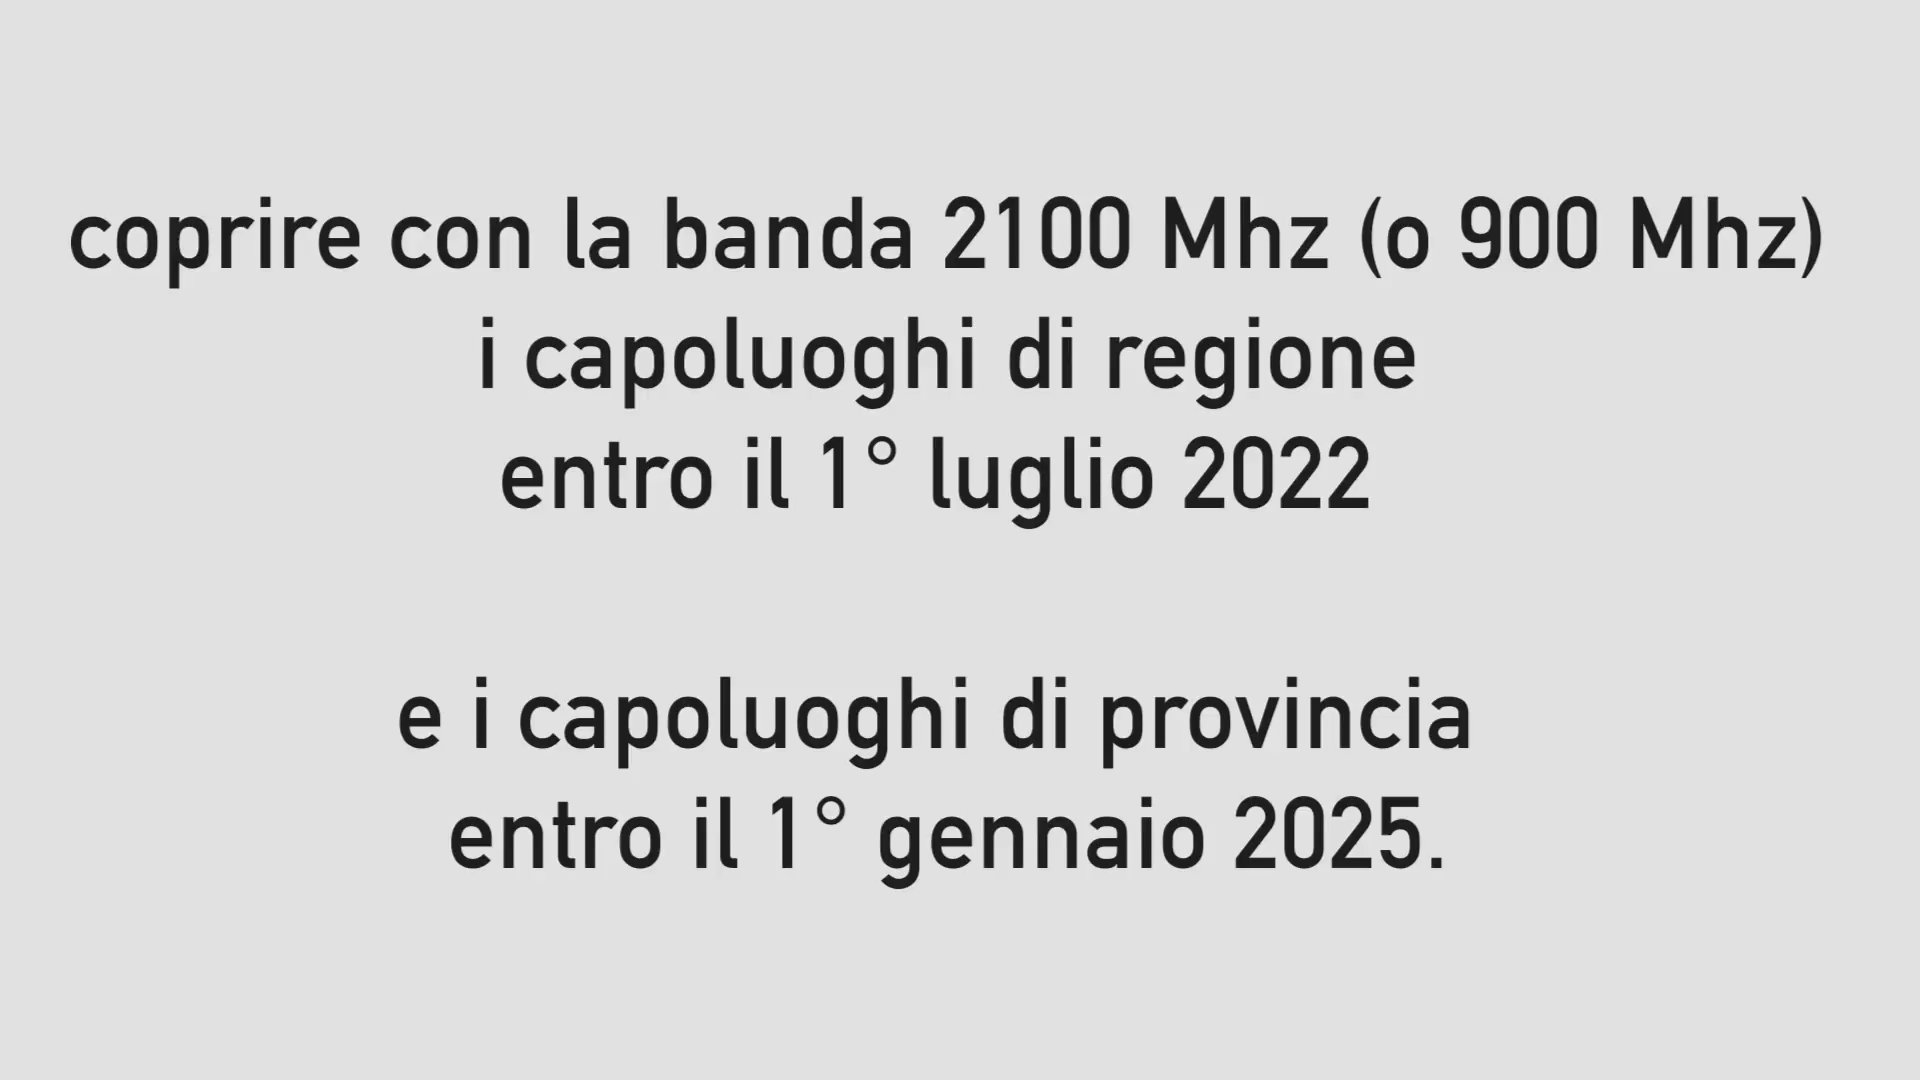 coprire con la banda 2100 Mhz (o 900 Mhz)
i capoluoghi di regione
entro il 1° luglio 2022
e i capoluoghi di provincia
entro il 1° gennaio 2025.